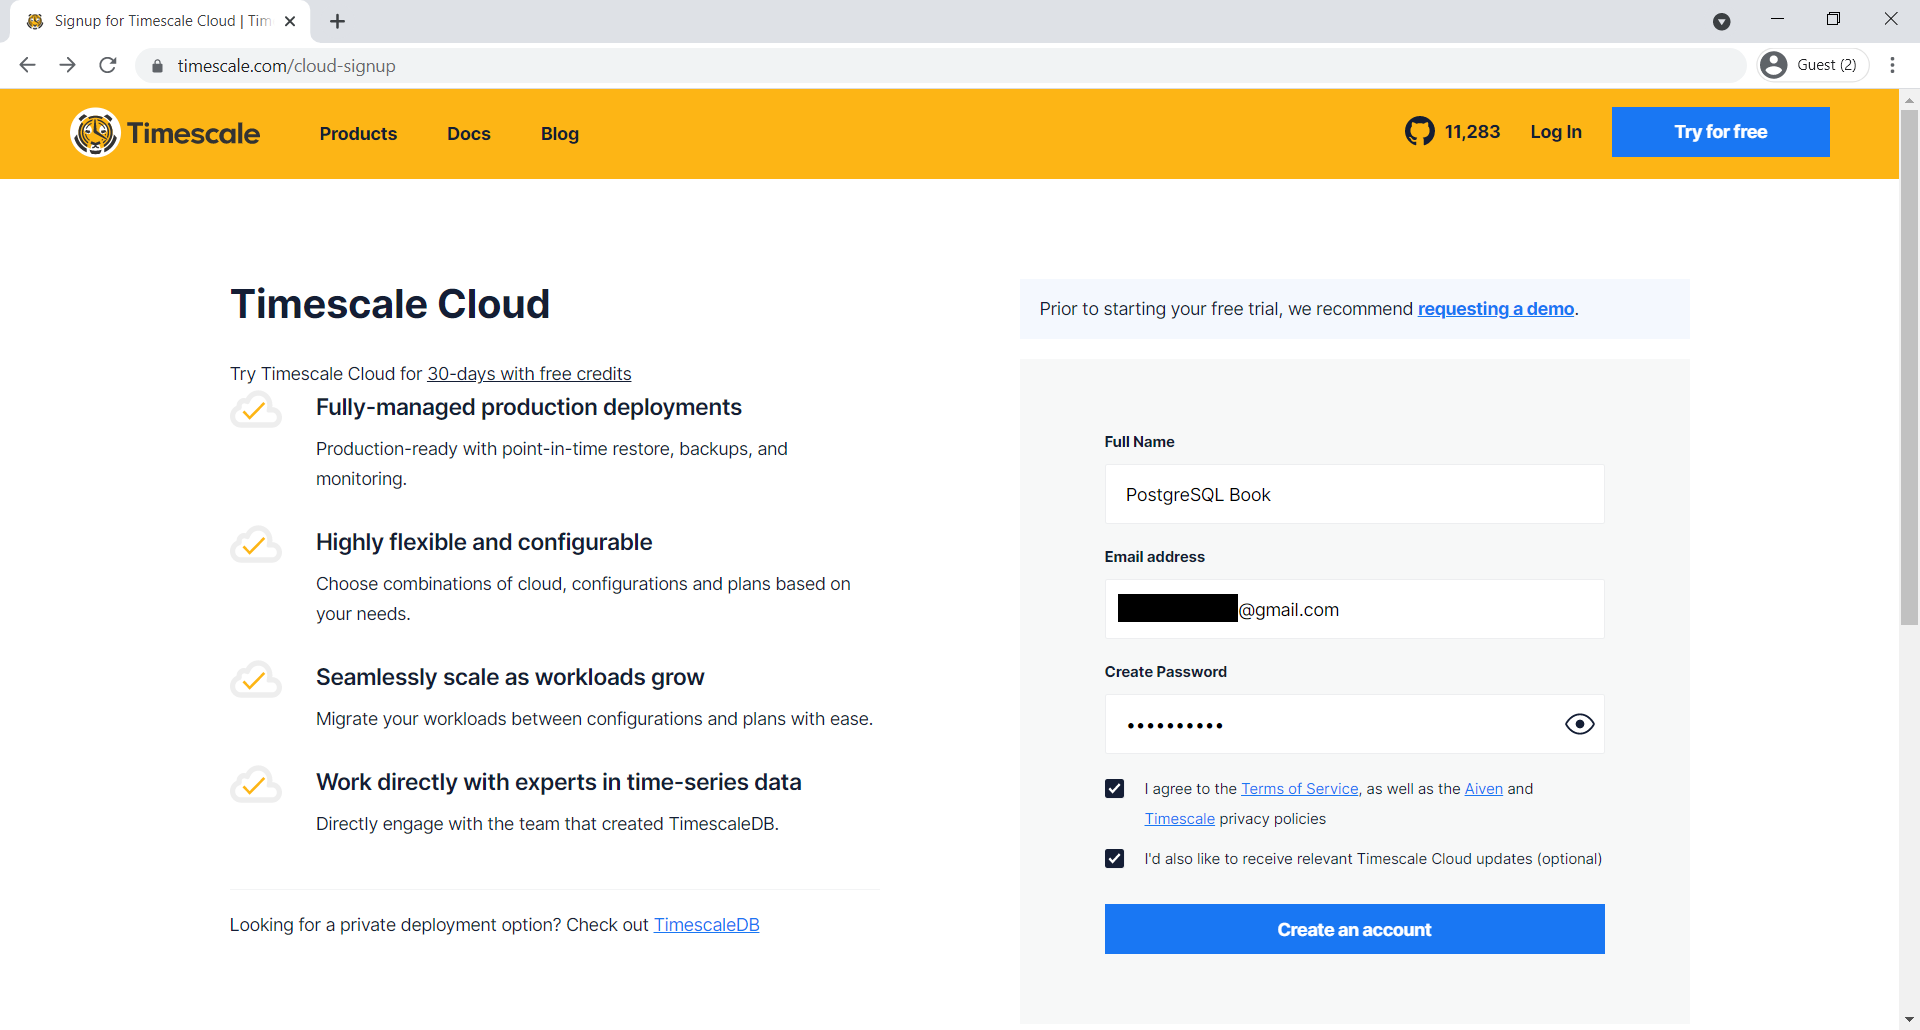 Signup for Timescale Cloud | Tim
timescale.com/cloud-signup
Guest (2)
Timescale
Products
Docs
Blog
11,283
Log In
Try for free
Timescale Cloud
Try Timescale Cloud for 30-days with free credits
Fully-managed production deployments
Production-ready with point-in-time restore, backups, and
monitoring.
Highly flexible and configurable
Choose combinations of cloud, configurations and plans based on
your needs.
Seamlessly scale as workloads grow
Migrate your workloads between configurations and plans with ease.
Work directly with experts in time-series data
Directly engage with the team that created TimescaleDB.
Looking for a private deployment option? Check out TimescaleDB
Prior to starting your free trial, we recommend requesting a demo.
Full Name
PostgreSQL Book
Email address
@gmail.com
Create Password
••••••••••
I agree to the Terms of Service, as well as the Aiven and
Timescale privacy policies
I'd also like to receive relevant Timescale Cloud updates (optional)
Create an account